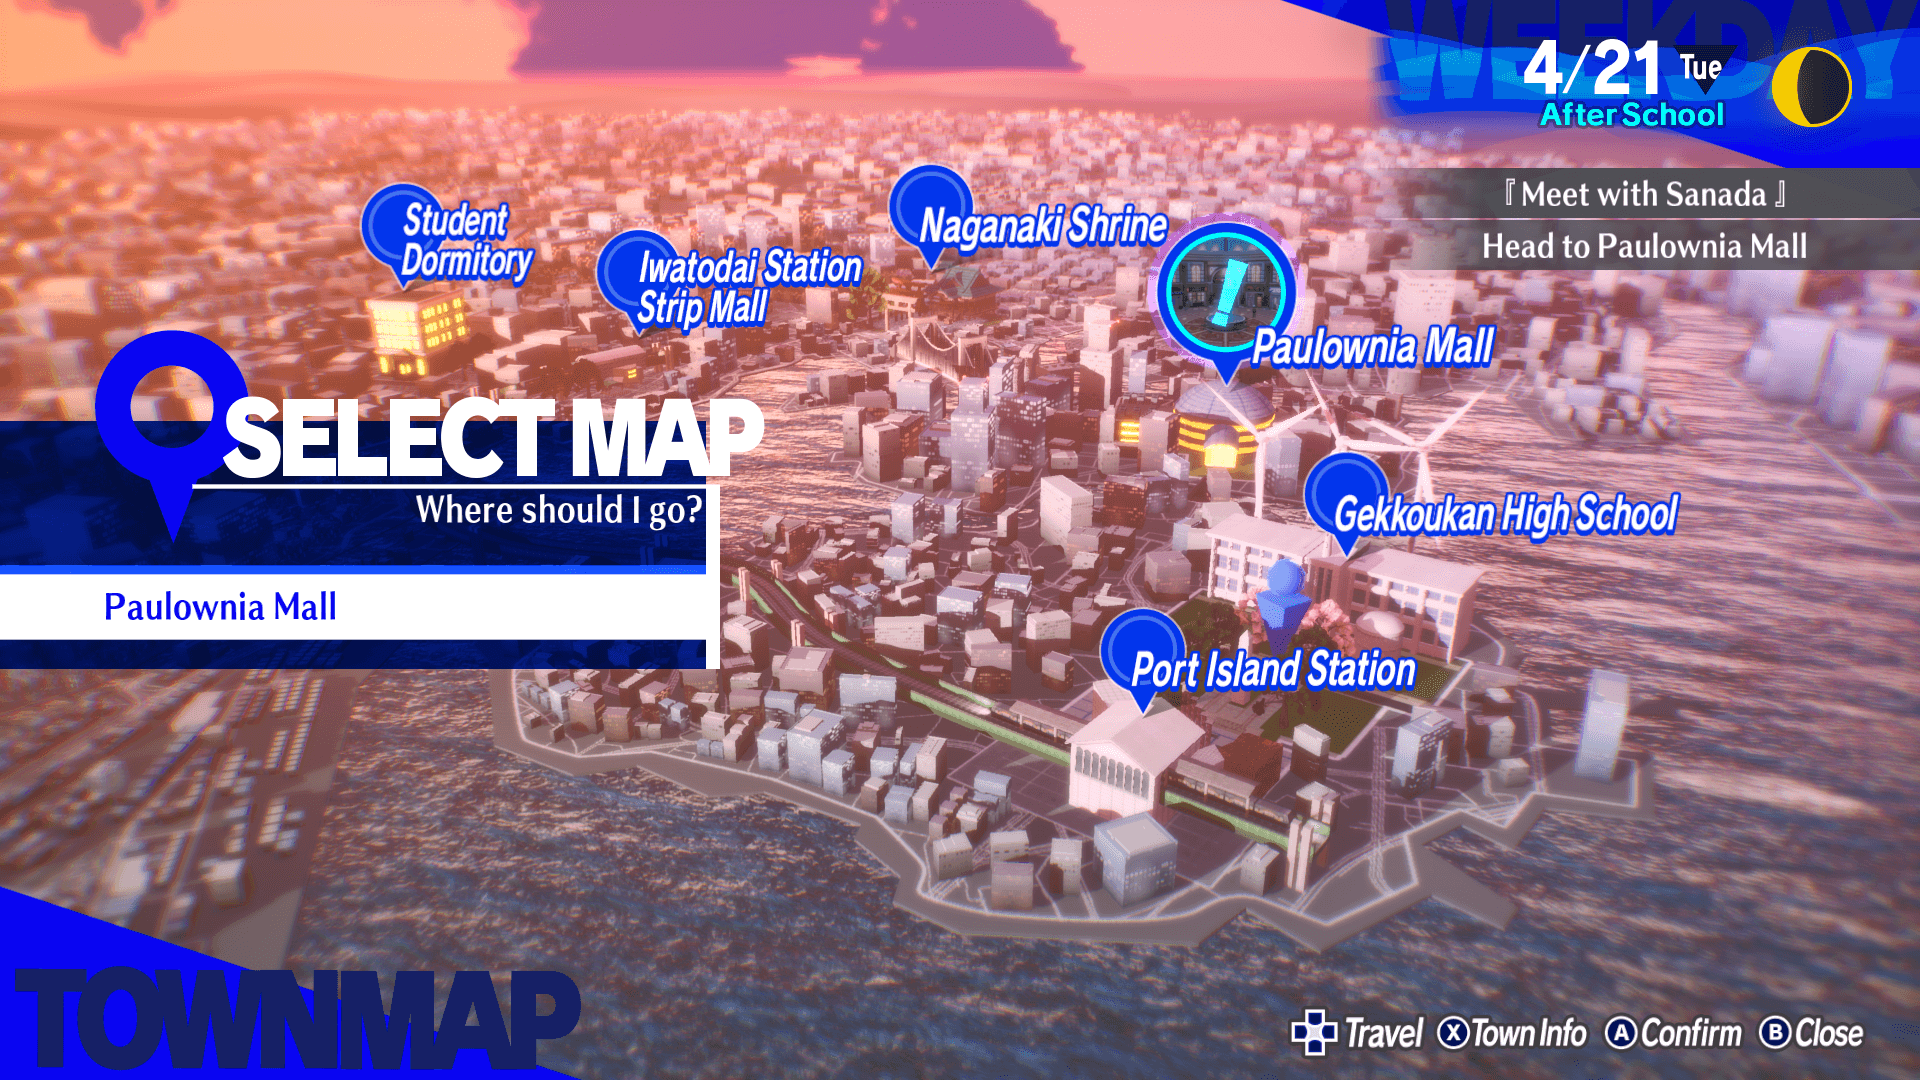 WEEKDAY
4/21 Tue
After School
『Meet with Sanada』
Head to Paulownia Mall
Student
Dormitory
Iwatodai Station
Strip Mall
Naganaki Shrine
!
Paulownia Mall
SELECT MAP
Where should I go?
Paulownia Mall
Gekkoukan High School
Port Island Station
TOWNMAP
Travel X Town Info A Confirm B Close